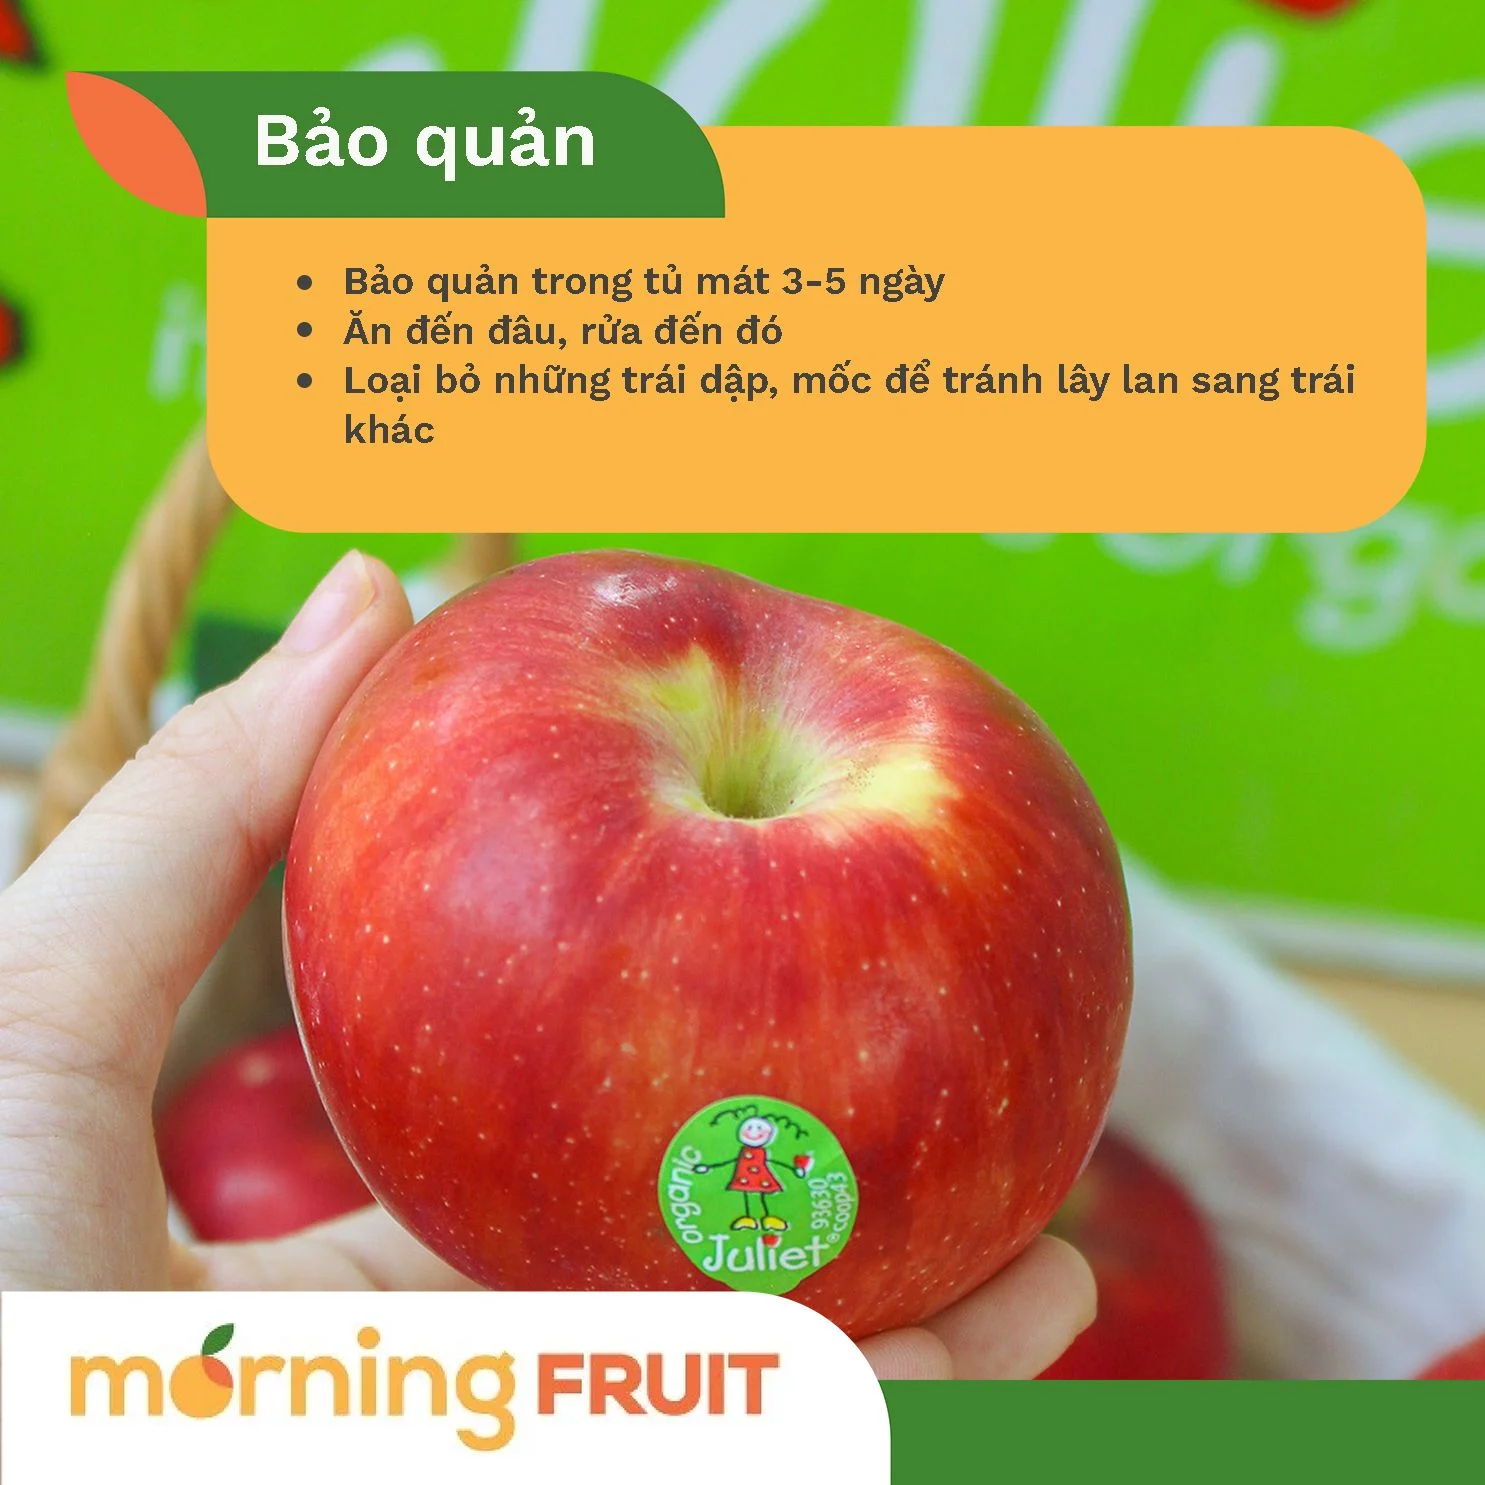 Bảo quản
Bảo quản trong tủ mát 3-5 ngày
Ăn đến đâu, rửa đến đó
Loại bỏ những trái dập, mốc để tránh lây lan sang trái
khác
organic
93630
®coop43
Juliet
morning FRUIT